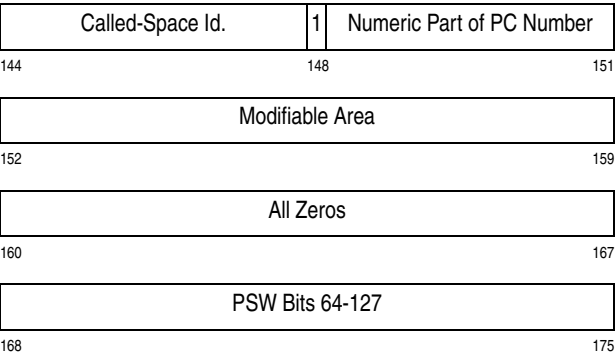 Called-Space Id. 1 Numeric Part of PC Number
144 148 151
Modifiable Area
152 159
All Zeros
160 167
PSW Bits 64-127
168 175